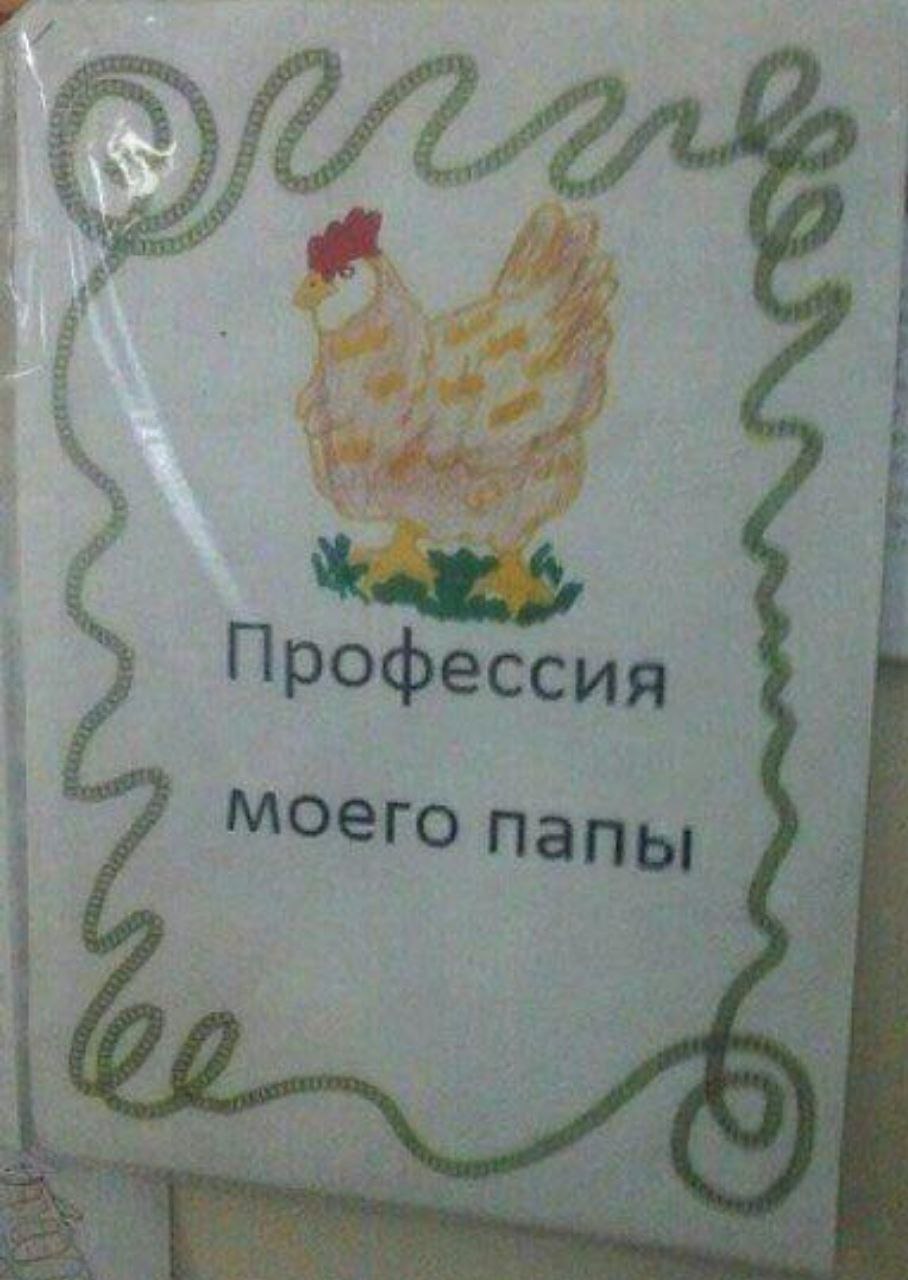 Профессия
моего папы